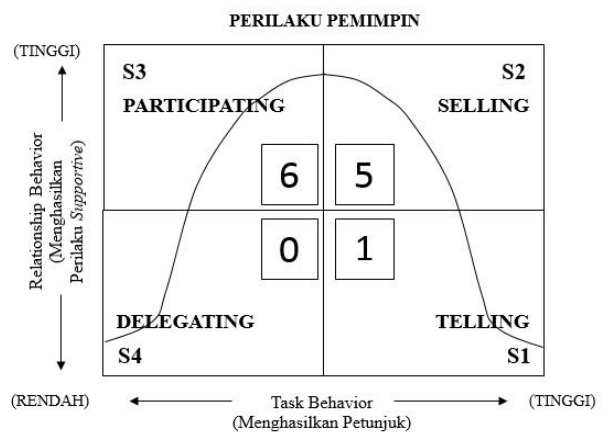 PERILAKU PEMIMPIN
(TINGGI)
S3
S2
PARTICIPATING
SELLING
Relationship Behavior
(Menghasilkan
Perilaku Supportive)
6
5
0
1
DELEGATING
TELLING
S4
S1
(RENDAH)
Task Behavior
(TINGGI)
(Menghasilkan Petunjuk)